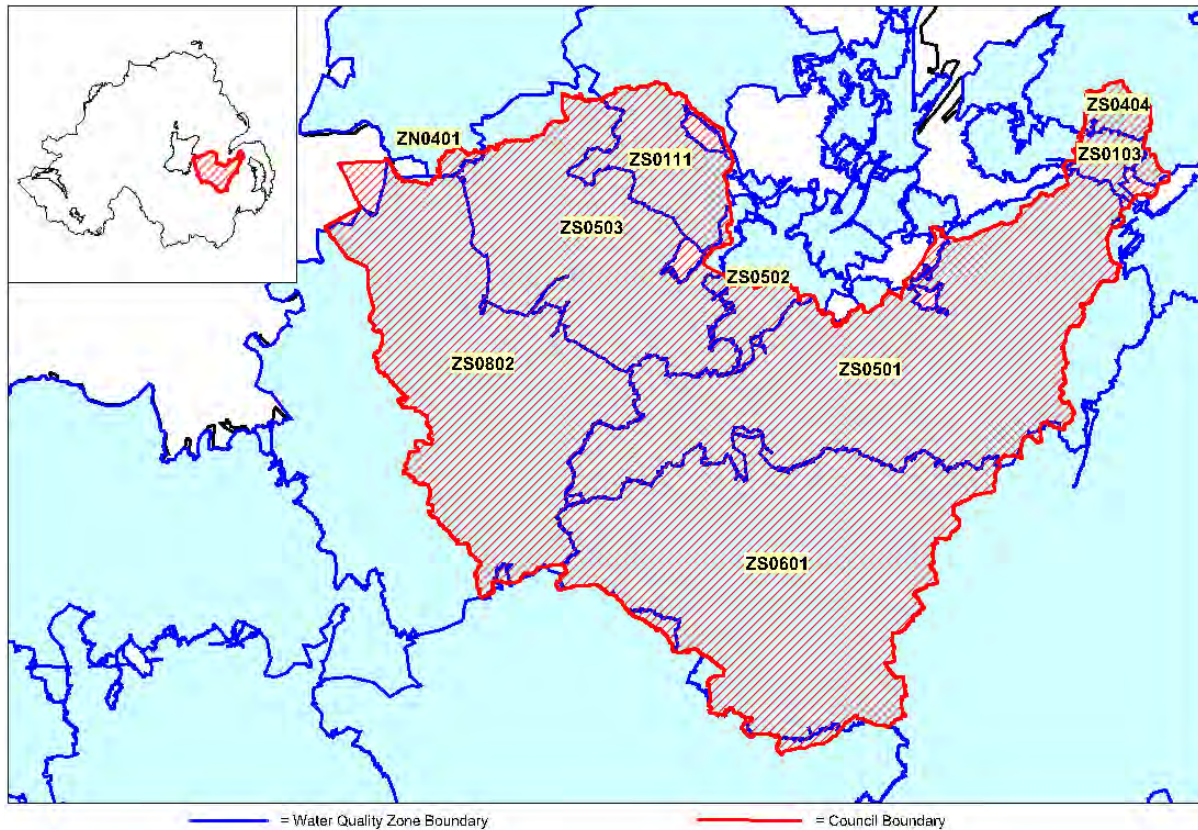 ZS0404
ZN0401
ZS0111
ZS0103
ZS0503
ZS0502
ZS0802
ZS0501
ZS0601
= Water Quality Zone Boundary
= Council Boundary